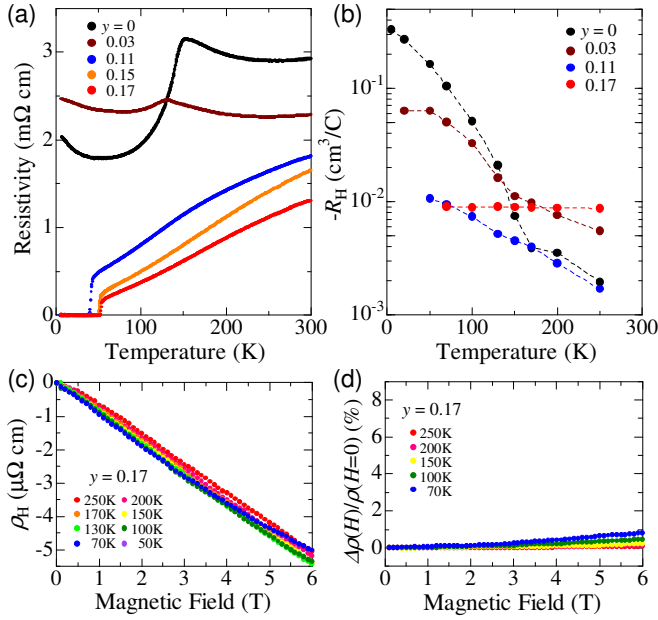 (a)
y = 0
0.03
0.11
0.15
0.17
3
2
1
0
0 50 100 150 200 250 300
Resistivity (mΩ cm)
Temperature (K)
(b)
y = 0
0.03
0.11
0.17
10⁻¹
10⁻²
10⁻³
0 100 200 300
-R_H (cm³/C)
Temperature (K)
(c)
0
-1
-2
-3
-4
-5
0 1 2 3 4 5 6
y = 0.17
250K 200K
170K 150K
130K 100K
70K 50K
ρ_H (μΩ cm)
Magnetic Field (T)
(d)
y = 0.17
250K
200K
150K
100K
70K
8
6
4
2
0
0 1 2 3 4 5 6
Δρ(H)/ρ(H=0) (%)
Magnetic Field (T)